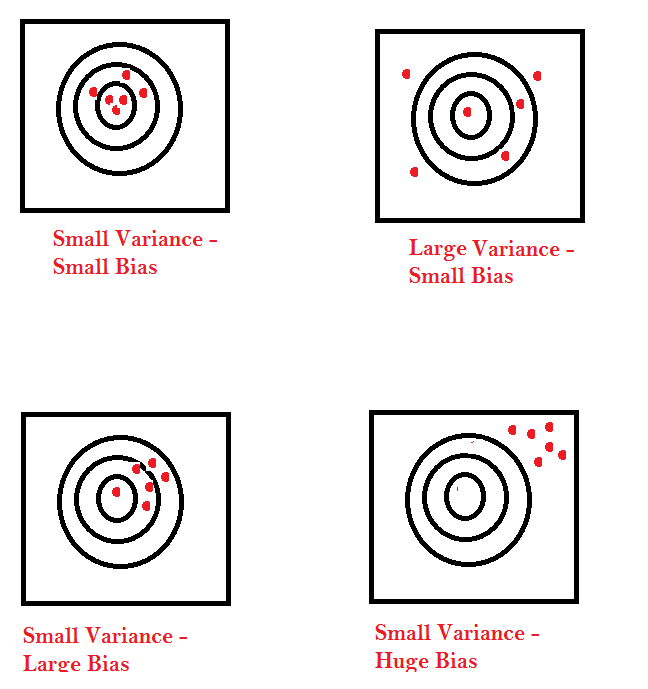 Small Variance -
Small Bias
Large Variance -
Small Bias
Small Variance -
Large Bias
Small Variance -
Huge Bias